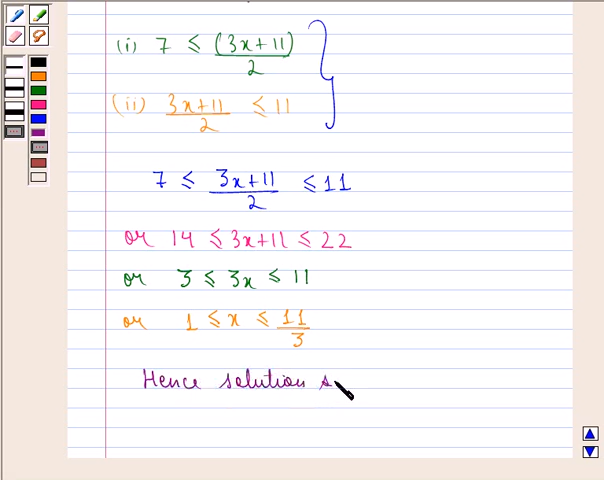 (i) 7 ≤ (3x+11)/2
(ii) 3x+11/2 ≤ 11
7 ≤ 3x+11/2 ≤ 11
or 14 ≤ 3x+11 ≤ 22
or 3 ≤ 3x ≤ 11
or 1 ≤ x ≤ 11/3
Hence solution s